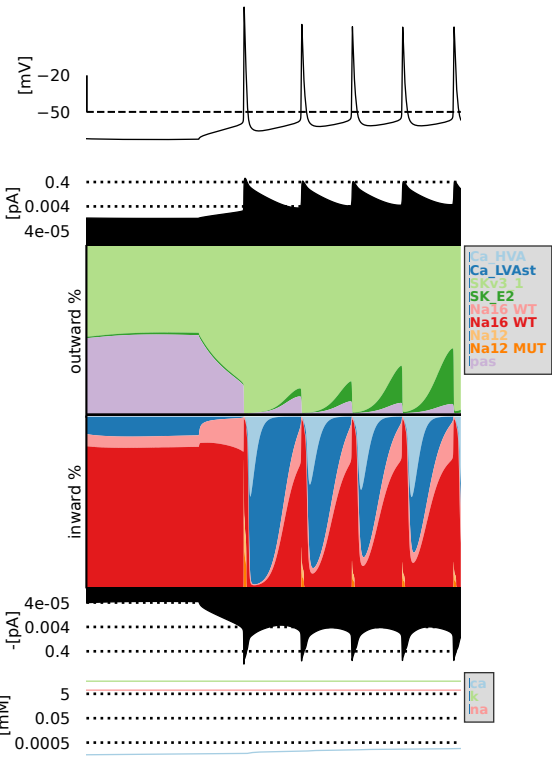 [mV]
−20
−50
[pA]
0.4
0.004
4e-05
outward %
Ca_HVA
Ca_LVAst
SKv3_1
SK_E2
Na16 WT
Na16 WT
Na12
Na12 MUT
pas
inward %
-[pA]
4e-05
0.004
0.4
[mM]
5
0.05
0.0005
ca
k
na